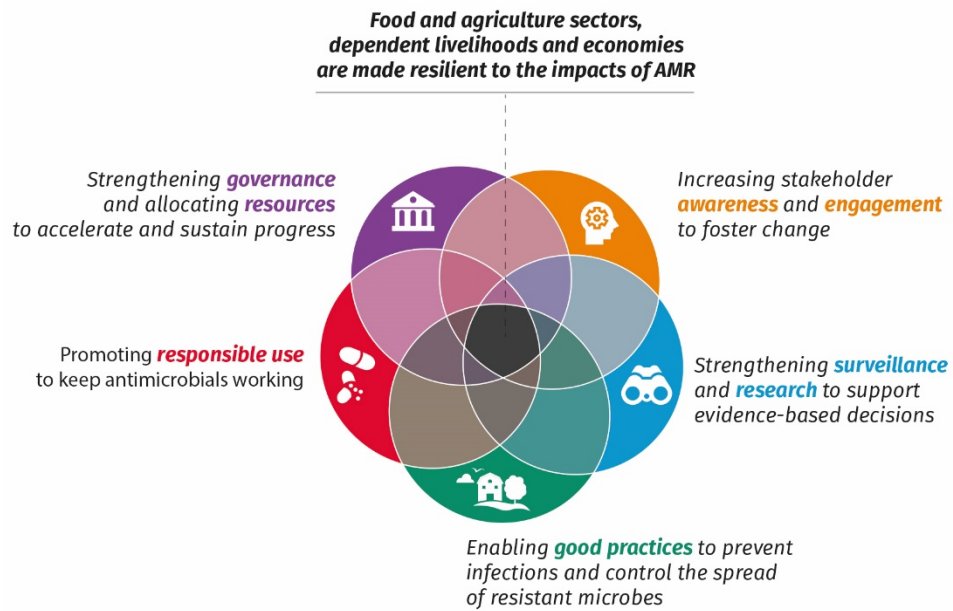 Food and agriculture sectors,
dependent livelihoods and economies
are made resilient to the impacts of AMR
Strengthening governance
and allocating resources
to accelerate and sustain progress
Increasing stakeholder
awareness and engagement
to foster change
Promoting responsible use
to keep antimicrobials working
Strengthening surveillance
and research to support
evidence-based decisions
Enabling good practices to prevent
infections and control the spread
of resistant microbes